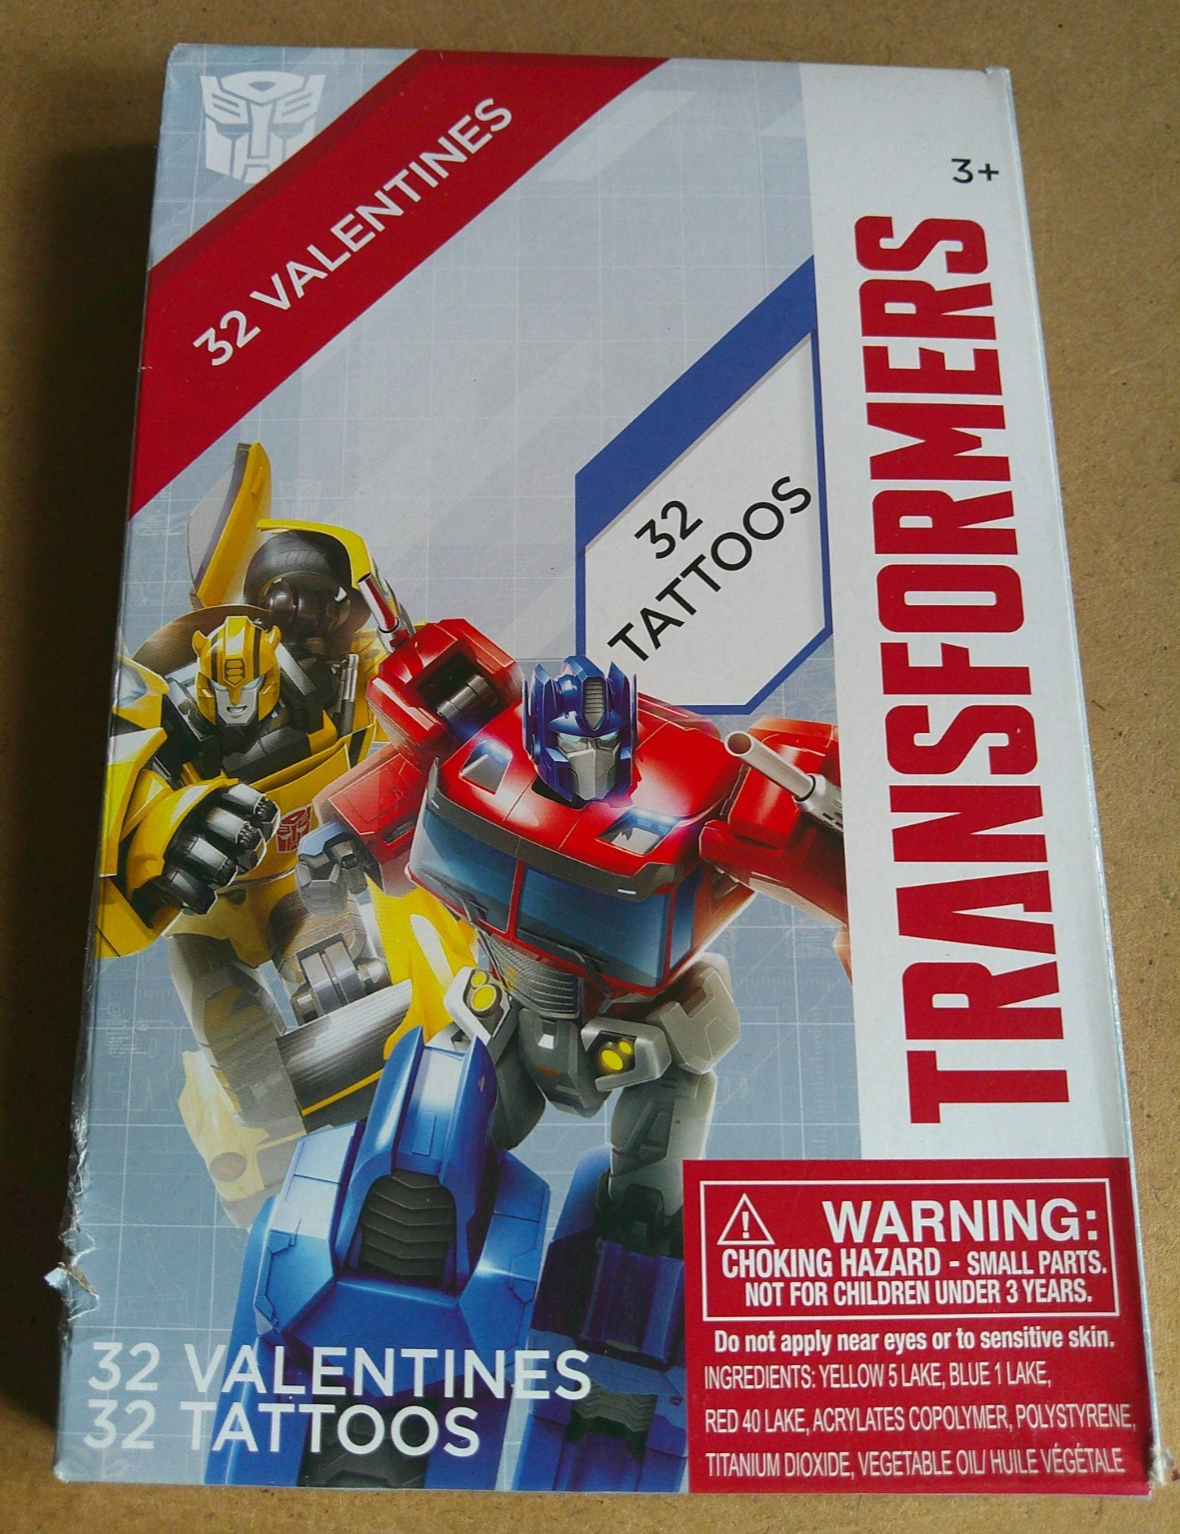 32 VALENTINES
3+
TRANSFORMERS
32
TATTOOS
WARNING:
CHOKING HAZARD - SMALL PARTS.
NOT FOR CHILDREN UNDER 3 YEARS.
Do not apply near eyes or to sensitive skin.
INGREDIENTS: YELLOW 5 LAKE, BLUE 1 LAKE,
RED 40 LAKE, ACRYLATES COPOLYMER, POLYSTYRENE,
TITANIUM DIOXIDE, VEGETABLE OIL/ HUILE VÉGÉTALE
32 VALENTINES
32 TATTOOS